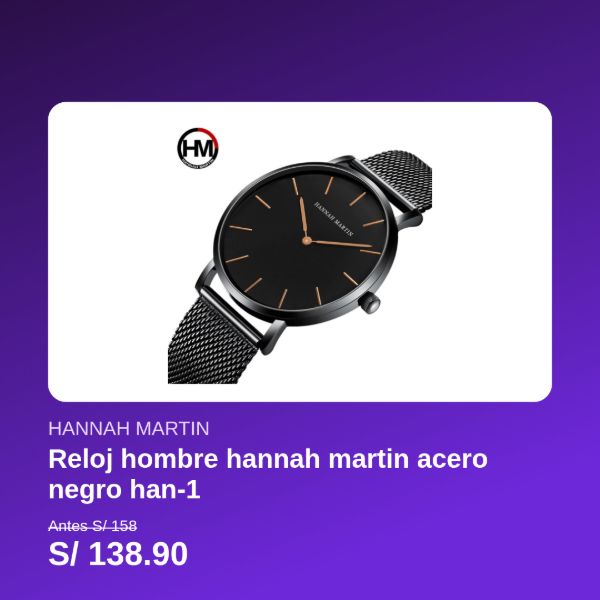 HM
HANNAH MARTIN
HANNAH MARTIN
Reloj hombre hannah martin acero
negro han-1
Antes S/ 158
S/ 138.90